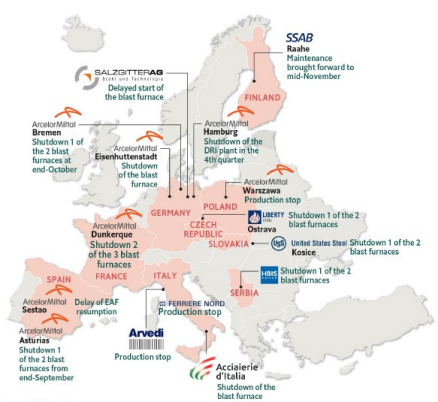 SSAB
Raahe
Maintenance
brought forward to
mid-November
SALZGITTERAG
Stahl und Technologie
Delayed start of
the blast furnace
FINLAND
ArcelorMittal
Bremen
Shutdown 1 of
the 2 blast
furnaces at
end-October
ArcelorMittal
Eisenhuttenstadt
Shutdown
of the blast
furnace
ArcelorMittal
Hamburg
Shutdown of the
DRI plant in the
4th quarter
ArcelorMittal
Warszawa
Production stop
GERMANY
POLAND
CZECH
REPUBLIC
LIBERTY
STEEL
Ostrava
Shutdown 1 of the 2
blast furnaces
SLOVAKIA
USS
United States Steel
Kosice
Shutdown 1 of the 2
blast furnaces
ArcelorMittal
Dunkerque
Shutdown 2
of the 3 blast
furnaces
HBIS
Shutdown 1 of the 2
blast furnaces
SERBIA
SPAIN
FRANCE
ITALY
ArcelorMittal
Sestao
Delay of EAF
resumption
FERRIERE NORD
Production stop
Arvedi
Production stop
ArcelorMittal
Asturias
Shutdown 1
of the 2 blast
furnaces from
end-September
Acciaierie
d'Italia
Shutdown of the
blast furnace